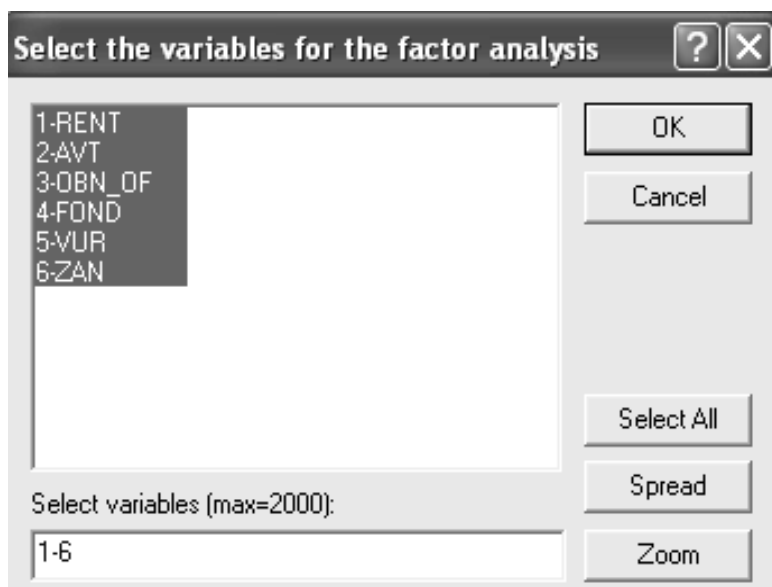 Select the variables for the factor analysis
1-RENT
2-AVT
3-OBN_OF
4-FOND
5-VUR
6-ZAN
OK
Cancel
Select All
Spread
Select variables (max=2000):
1-6
Zoom